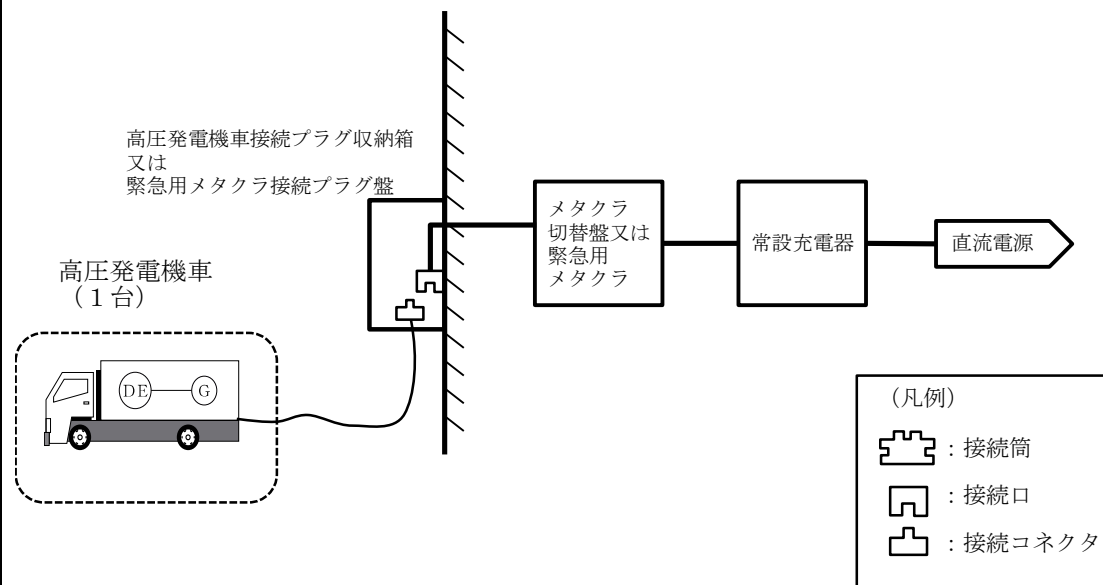 高圧発電機車接続プラグ収納箱
又は
緊急用メタクラ接続プラグ盤
高圧発電機車
(1台)
DE
G
メタクラ
切替盤又は
緊急用
メタクラ
常設充電器
直流電源
(凡例)
:接続筒
:接続口
:接続コネクタ